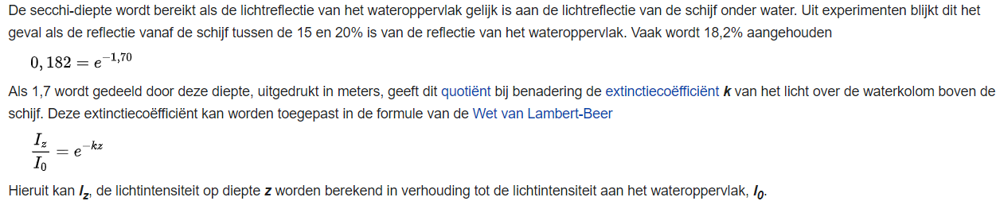 De secchi-diepte wordt bereikt als de lichtreflectie van het wateroppervlak gelijk is aan de lichtreflectie van de schijf onder water. Uit experimenten blijkt dit het
geval als de reflectie vanaf de schijf tussen de 15 en 20% is van de reflectie van het wateroppervlak. Vaak wordt 18,2% aangehouden
0,182 = e^{-1,70}
Als 1,7 wordt gedeeld door deze diepte, uitgedrukt in meters, geeft dit quotiënt bij benadering de extinctiecoëfficiënt k van het licht over de waterkolom boven de
schijf. Deze extinctiecoëfficiënt kan worden toegepast in de formule van de Wet van Lambert-Beer
\frac{I_z}{I_0} = e^{-kz}
Hieruit kan I_z, de lichtintensiteit op diepte z worden berekend in verhouding tot de lichtintensiteit aan het wateroppervlak, I_0.